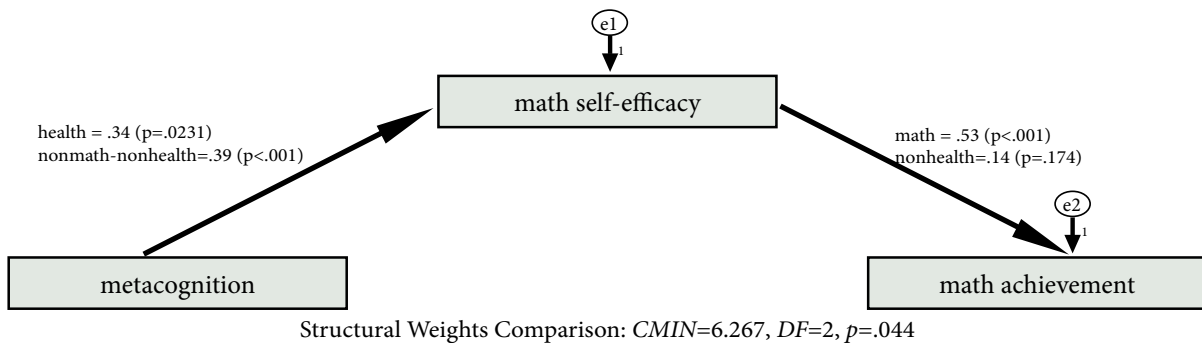 e1
1
math self-efficacy
health = .34 (p=.0231)
nonmath-nonhealth=.39 (p<.001)
math = .53 (p<.001)
nonhealth=.14 (p=.174)
e2
1
metacognition
math achievement
Structural Weights Comparison: CMIN=6.267, DF=2, p=.044